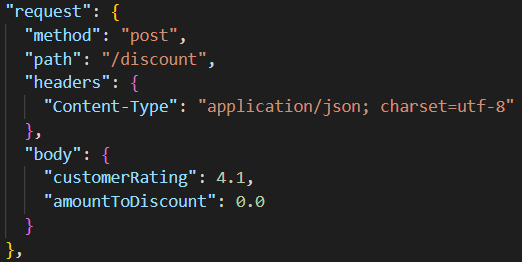 "request": {
"method": "post",
"path": "/discount",
"headers": {
"Content-Type": "application/json; charset=utf-8"
},
"body": {
"customerRating": 4.1,
"amountToDiscount": 0.0
}
},